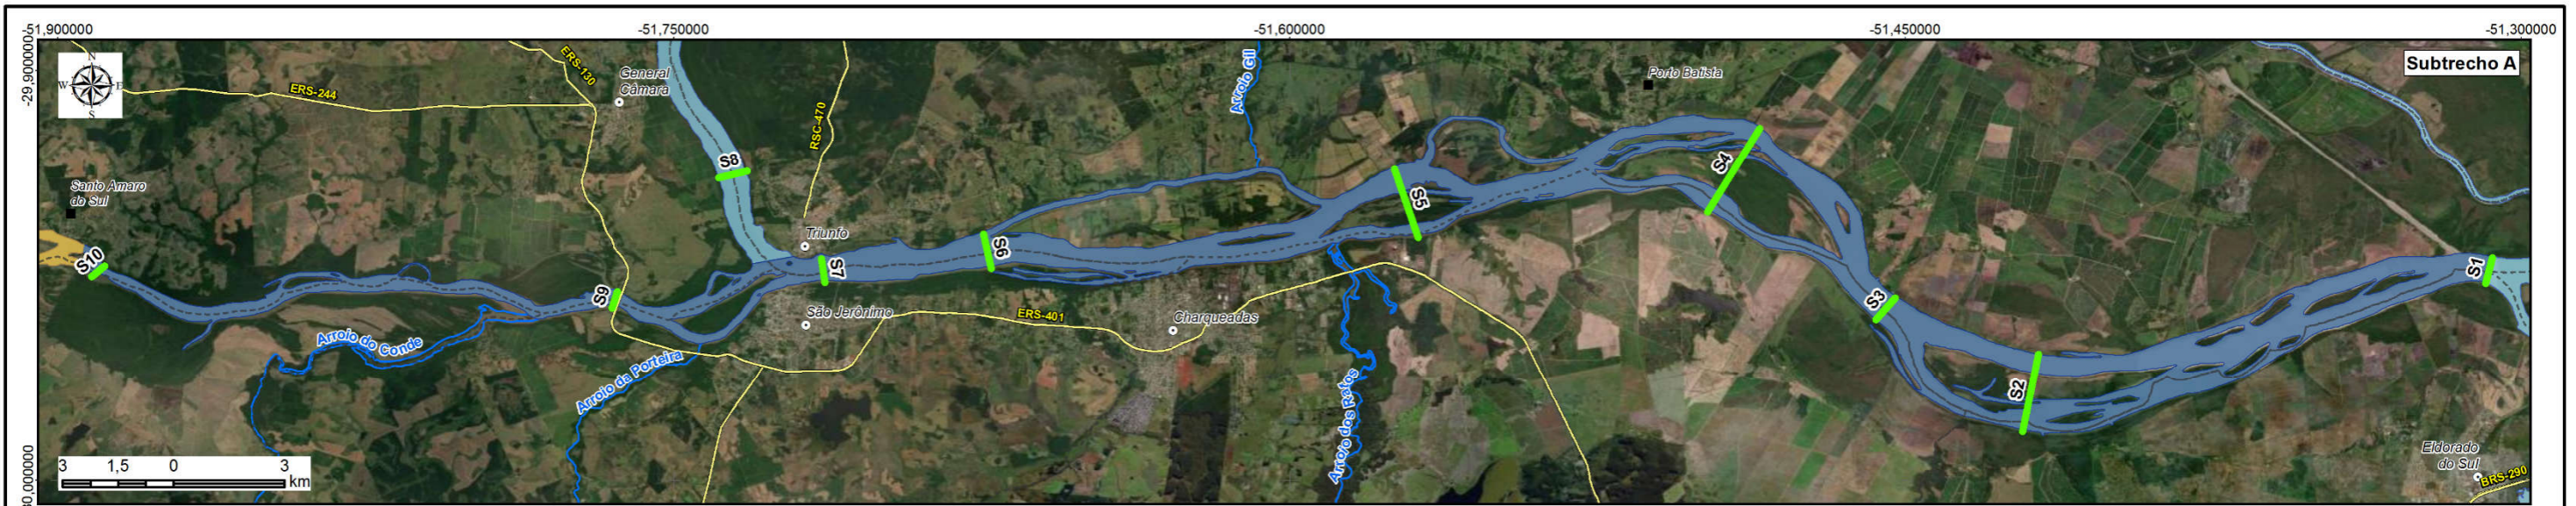 -51,900000
-51,750000
-51,600000
-51,450000
-51,300000
-29,900000
Subtrecho A
N
W
E
S
ERS-244
ERS-130
General
Câmara
RSC-470
Arroio Gil
Porto Batista
S8
S4
Santo Amaro
do Sul
S5
Triunfo
S6
S7
S10
S9
S3
S1
São Jerônimo
ERS-401
Charqueadas
Arroio do Conde
Arroio da Porteira
Arroio dos Ratos
S2
Eldorado
do Sul
BRS-290
3
1,5
0
3
km